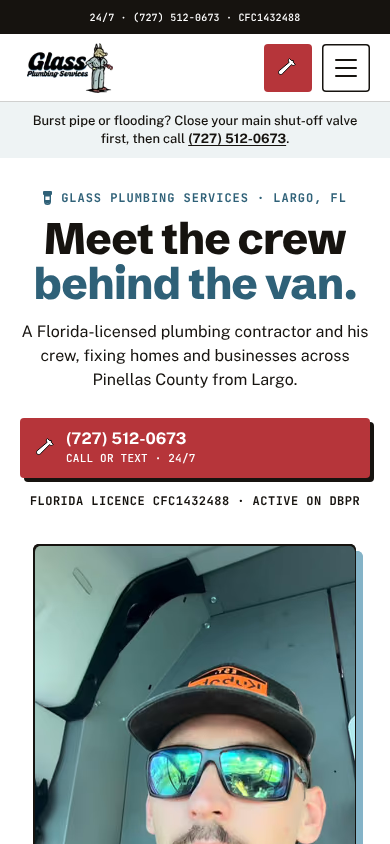 24/7 · (727) 512-0673 · CFC1432488
Glass
Plumbing Services
Burst pipe or flooding? Close your main shut-off valve
first, then call (727) 512-0673.
GLASS PLUMBING SERVICES · LARGO, FL
Meet the crew
behind the van.
A Florida-licensed plumbing contractor and his
crew, fixing homes and businesses across
Pinellas County from Largo.
(727) 512-0673
CALL OR TEXT · 24/7
FLORIDA LICENCE CFC1432488 · ACTIVE ON DBPR